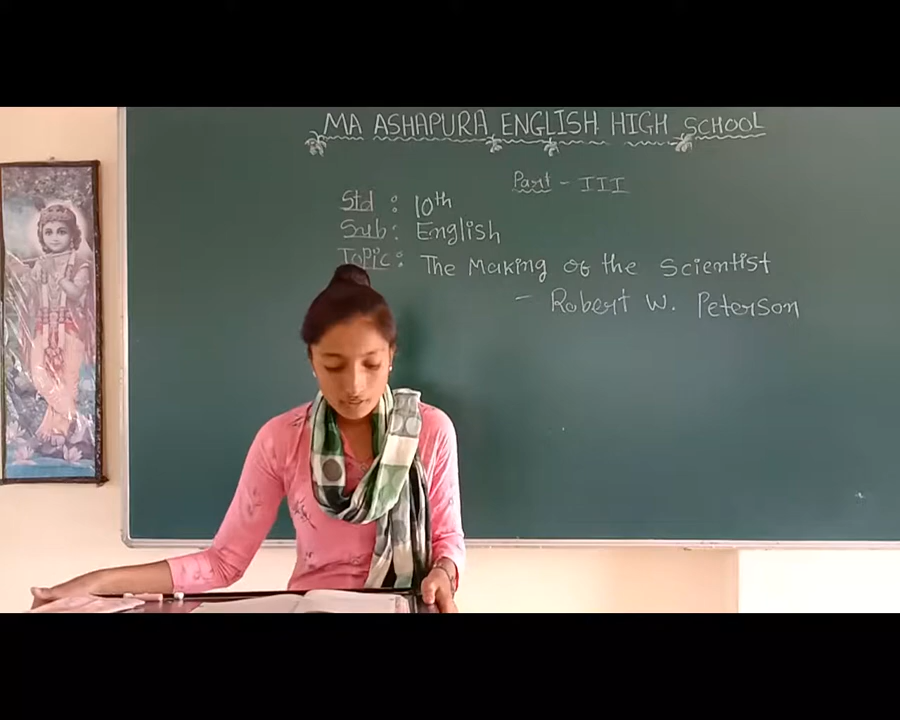 MA ASHAPURA ENGLISH HIGH SCHOOL
Part - III
Std : 10th
Sub : English
Topic : The Making of the Scientist
- Robert W. Peterson